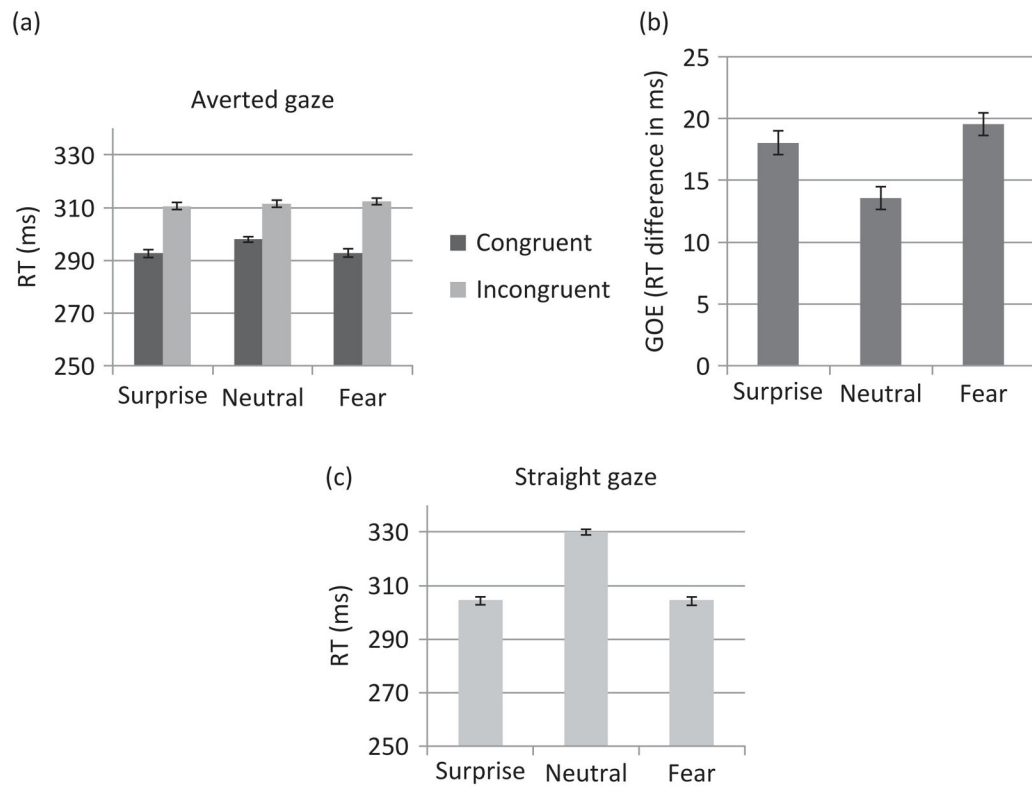 (a)
Averted gaze
RT (ms)
330
310
290
270
250
Surprise Neutral Fear
Congruent
Incongruent
(b)
GOE (RT difference in ms)
25
20
15
10
5
0
Surprise Neutral Fear
(c)
Straight gaze
RT (ms)
330
310
290
270
250
Surprise Neutral Fear